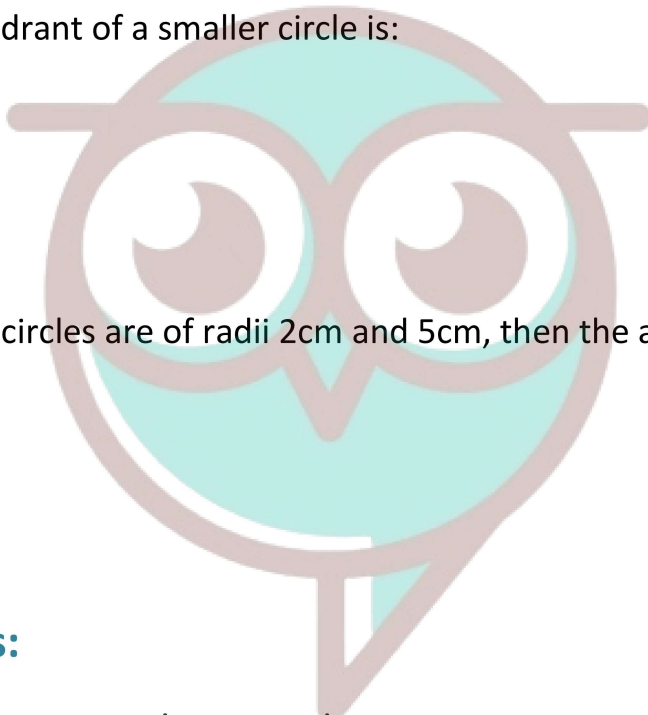 drant of a smaller circle is:
circles are of radii 2cm and 5cm, then the a
s: